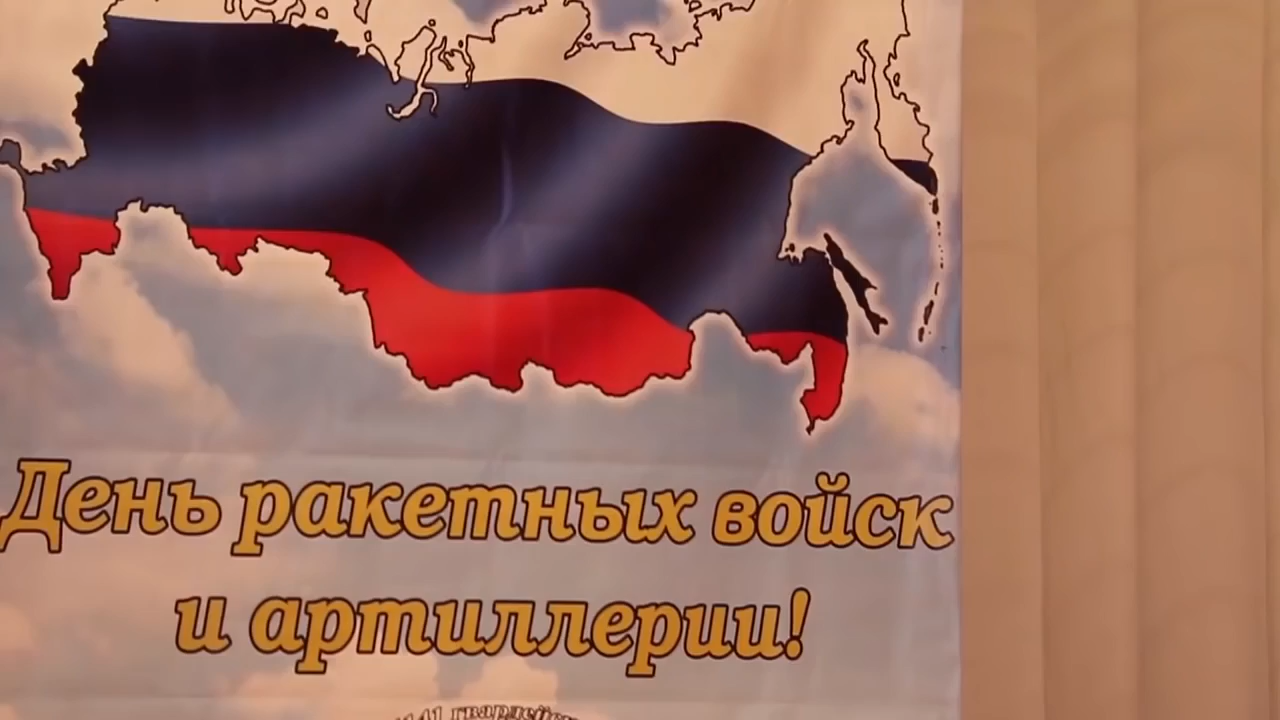 День ракетных войск
и артиллерии!